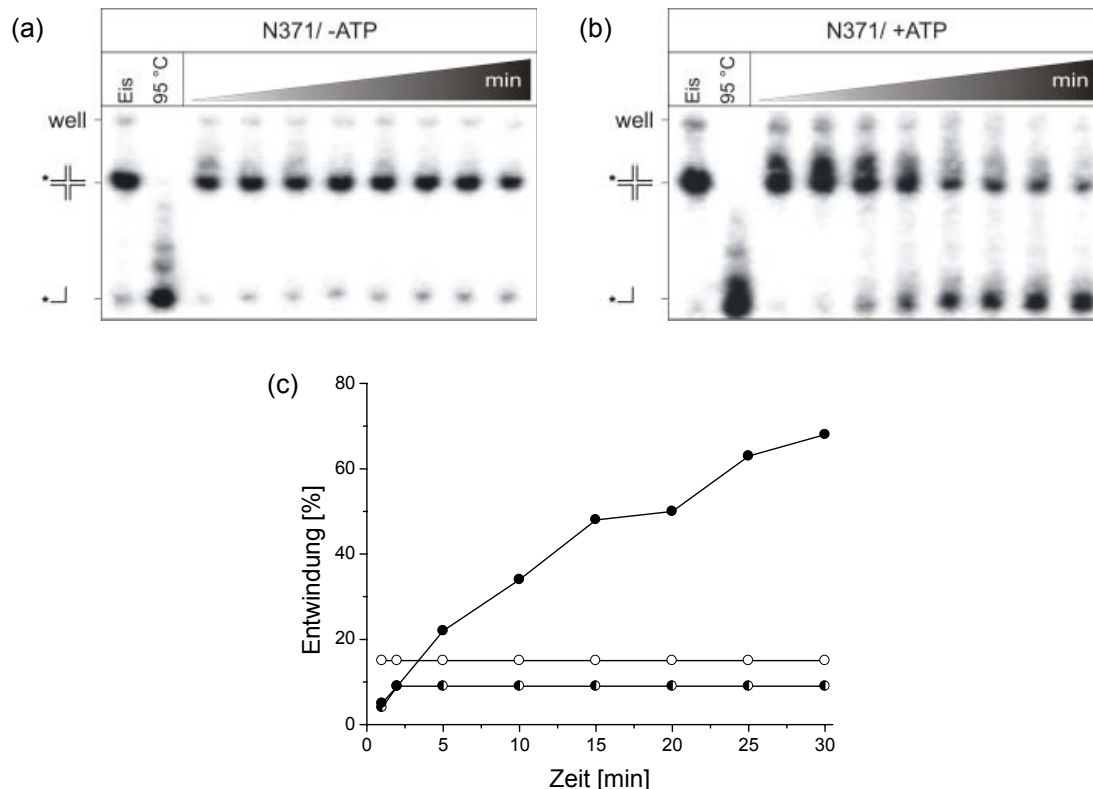 (a)
N371/ -ATP
Eis
95 °C
min
well
*
*
(b)
N371/ +ATP
Eis
95 °C
min
well
*
*
(c)
Entwindung [%]
80
60
40
20
0
0 5 10 15 20 25 30
Zeit [min]